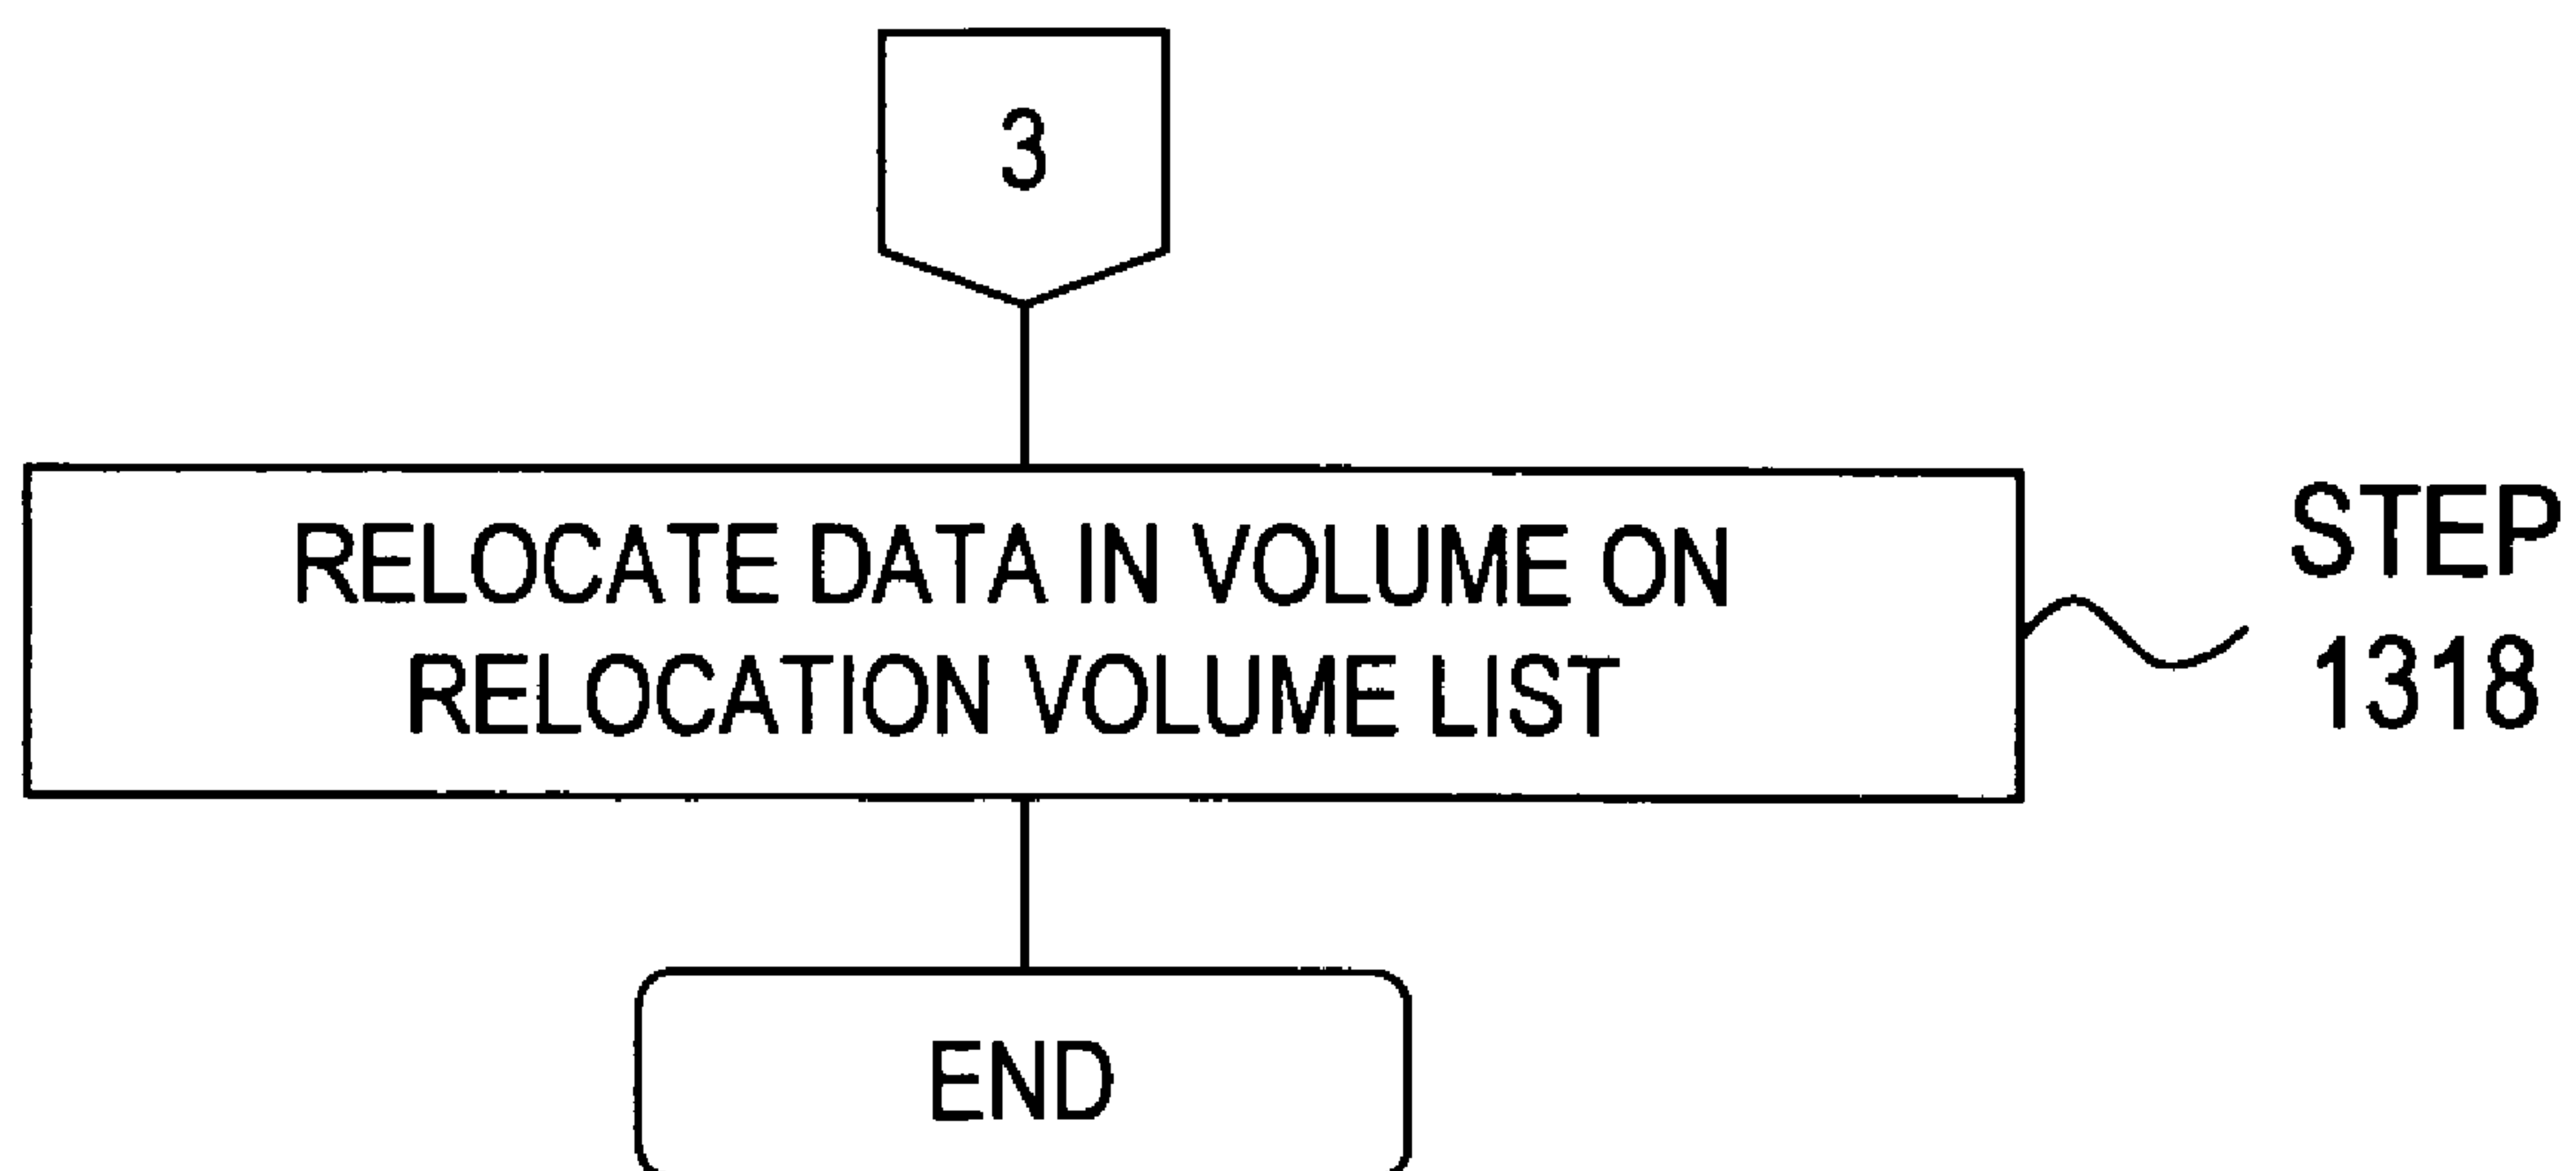 3
RELOCATE DATA IN VOLUME ON
RELOCATION VOLUME LIST
STEP
1318
END